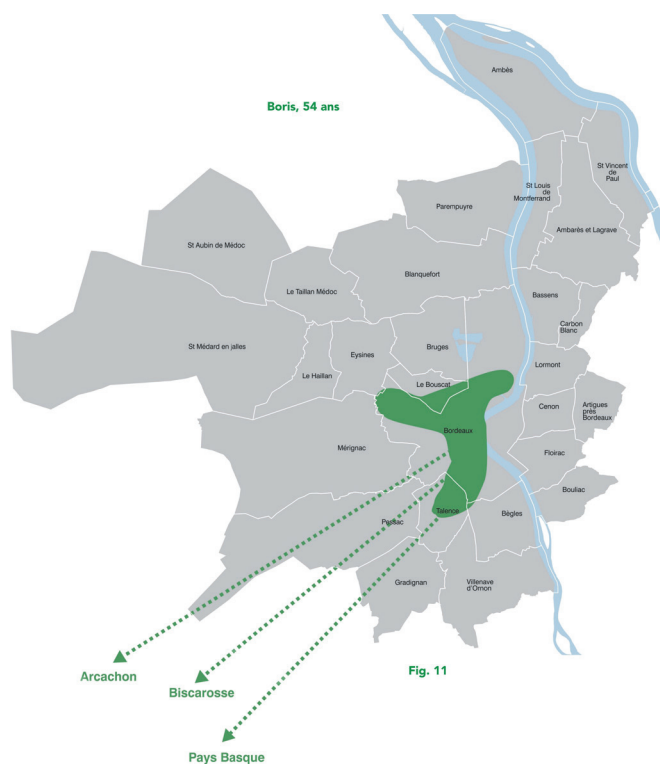 Ambès
Boris, 54 ans
St Vincent
de
Paul
St Louis
de
Montferrand
Parempuyre
Ambarès et Lagrave
St Aubin de Médoc
Blanquefort
Le Taillan Médoc
Bassens
Carbon
Blanc
St Médard en jalles
Bruges
Eysines
Lormont
Le Haillan
Le Bouscat
Cenon
Artigues
près
Bordeaux
Bordeaux
Mérignac
Floirac
Bouliac
Talence
Bègles
Pessac
Gradignan
Villenave
d'Ornon
Fig. 11
Arcachon
Biscarosse
Pays Basque